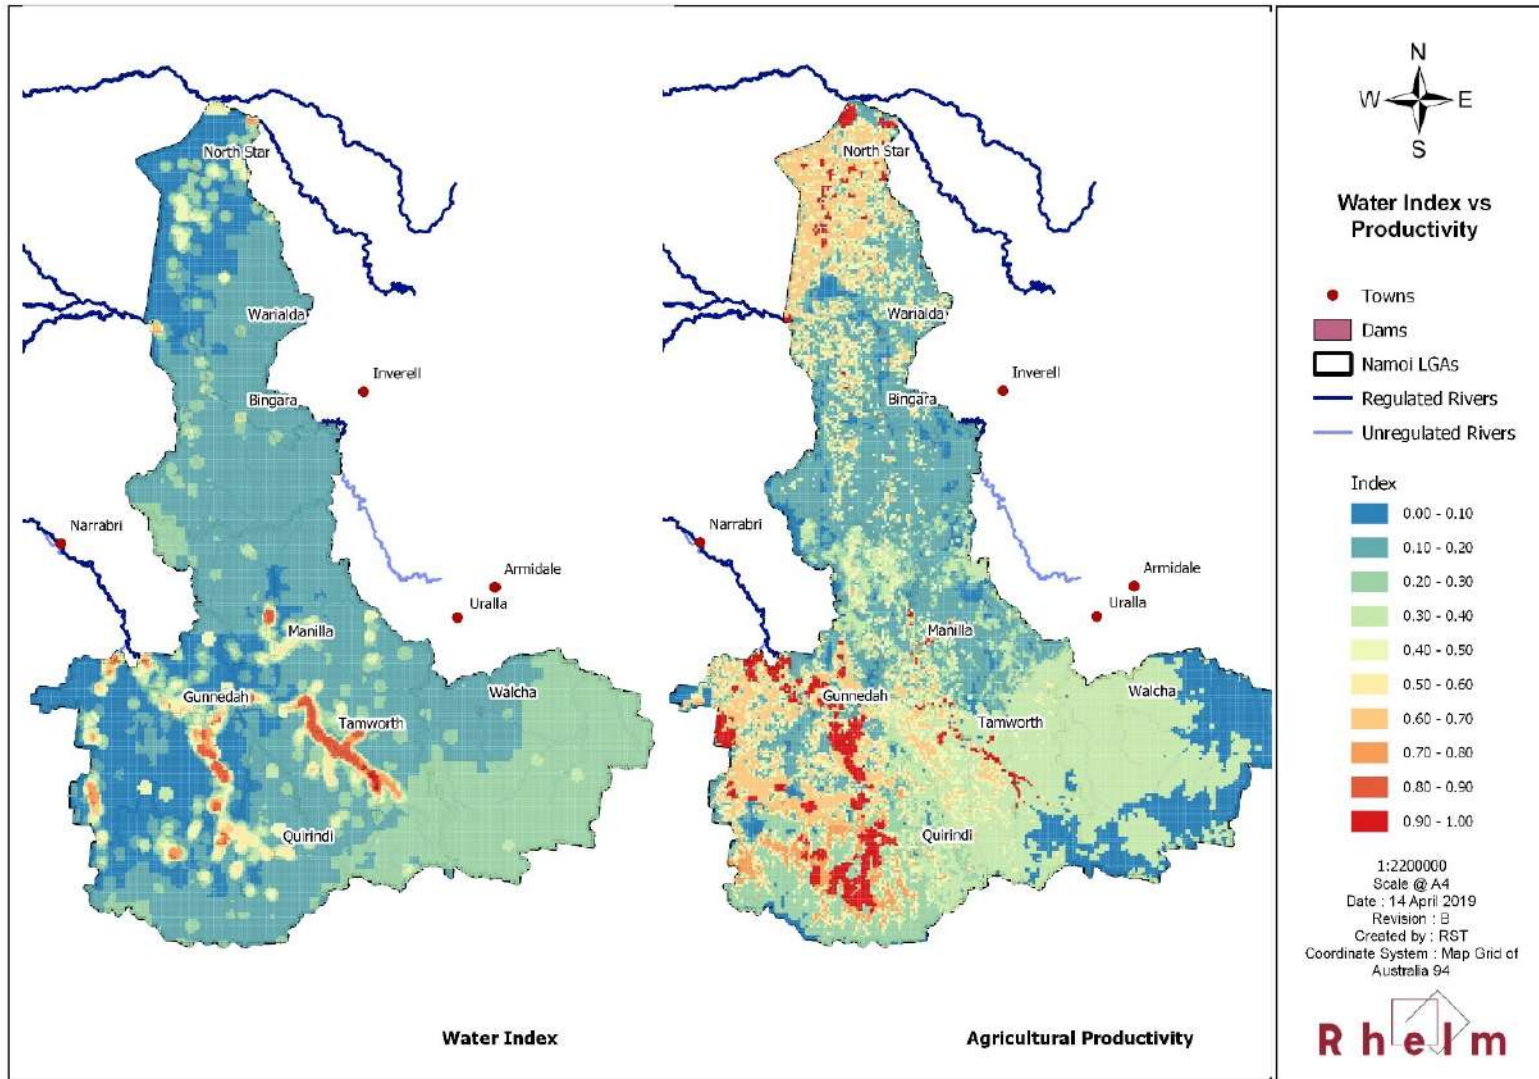 North Star
Warialda
Inverell
Bingara
Narrabri
Armidale
Uralla
Manilla
Gunnedah
Walcha
Tamworth
Quirindi
Water Index
North Star
Warialda
Inverell
Bingara
Narrabri
Armidale
Uralla
Manilla
Gunnedah
Walcha
Tamworth
Quirindi
Agricultural Productivity
N
W E
S
Water Index vs
Productivity
Towns
Dams
Namoi LGAs
Regulated Rivers
Unregulated Rivers
Index
0.00 - 0.10
0.10 - 0.20
0.20 - 0.30
0.30 - 0.40
0.40 - 0.50
0.50 - 0.60
0.60 - 0.70
0.70 - 0.80
0.80 - 0.90
0.90 - 1.00
1:2200000
Scale @ A4
Date : 14 April 2019
Revision : B
Created by : RST
Coordinate System : Map Grid of
Australia 94
Rhelm